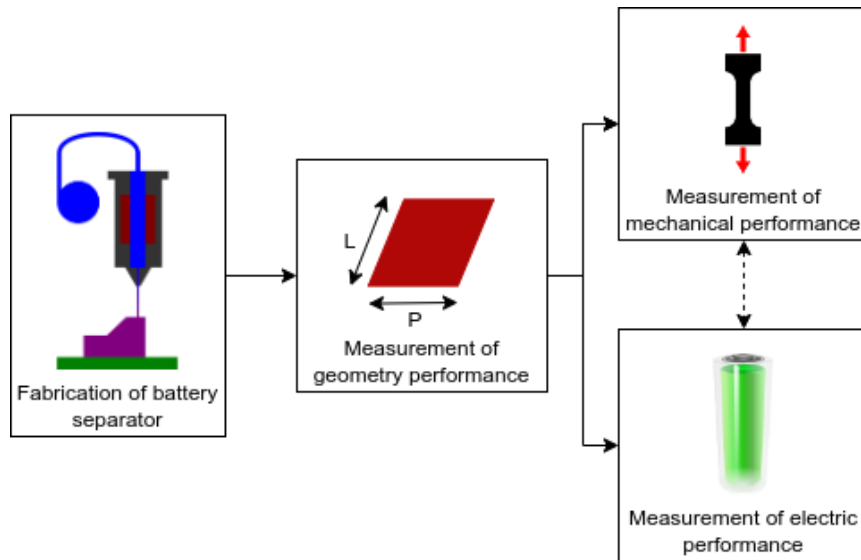 Fabrication of battery
separator
L
P
Measurement of
geometry performance
Measurement of
mechanical performance
Measurement of electric
performance